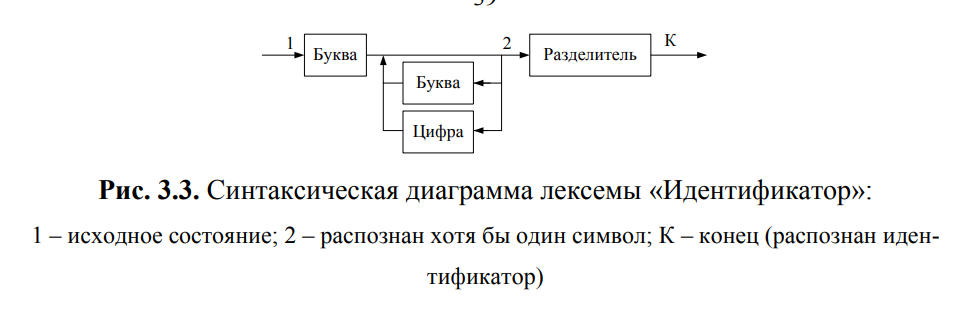 39
1 Буква 2 Разделитель К
Буква
Цифра
Рис. 3.3. Синтаксическая диаграмма лексемы «Идентификатор»:
1 – исходное состояние; 2 – распознан хотя бы один символ; К – конец (распознан иден-
тификатор)